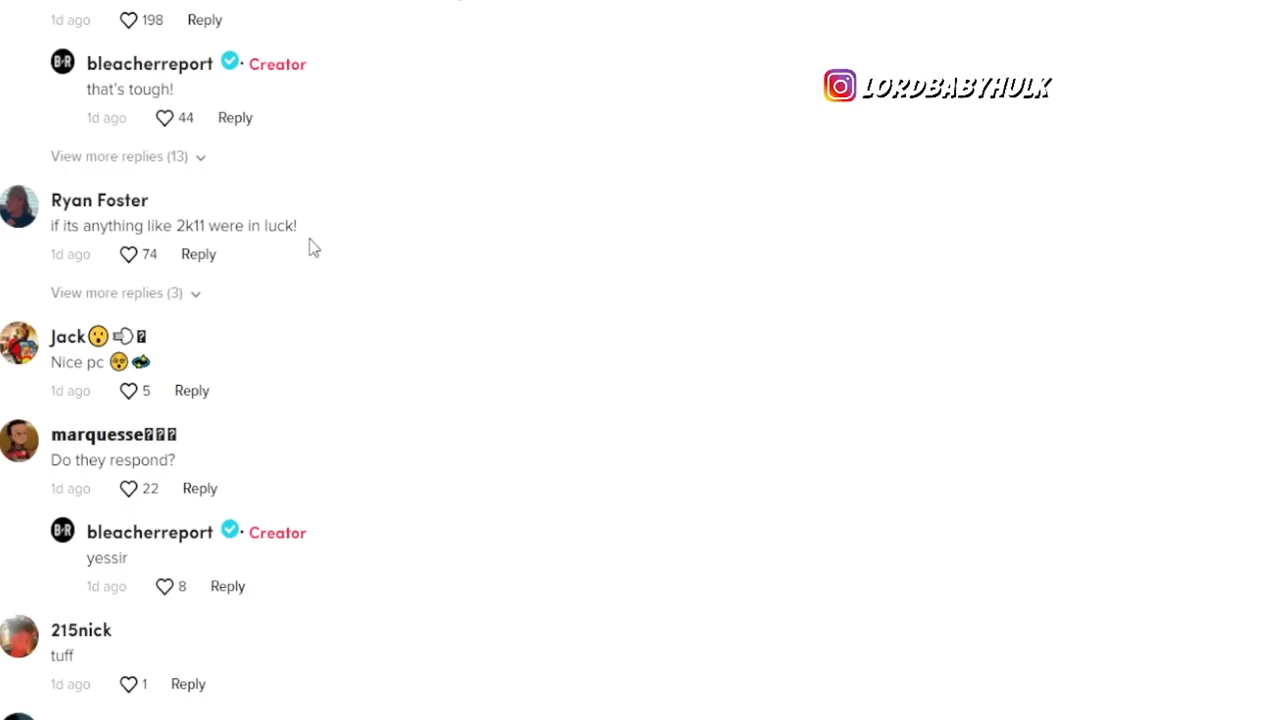 1d ago 198 Reply
B/R bleacherreport · Creator
that's tough!
1d ago 44 Reply
View more replies (13)
LORDBABYHULK
Ryan Foster
if its anything like 2k11 were in luck!
1d ago 74 Reply
View more replies (3)
Jack😮
Nice pc
1d ago 5 Reply
marquesse
Do they respond?
1d ago 22 Reply
B/R bleacherreport · Creator
yessir
1d ago 8 Reply
215nick
tuff
1d ago 1 Reply